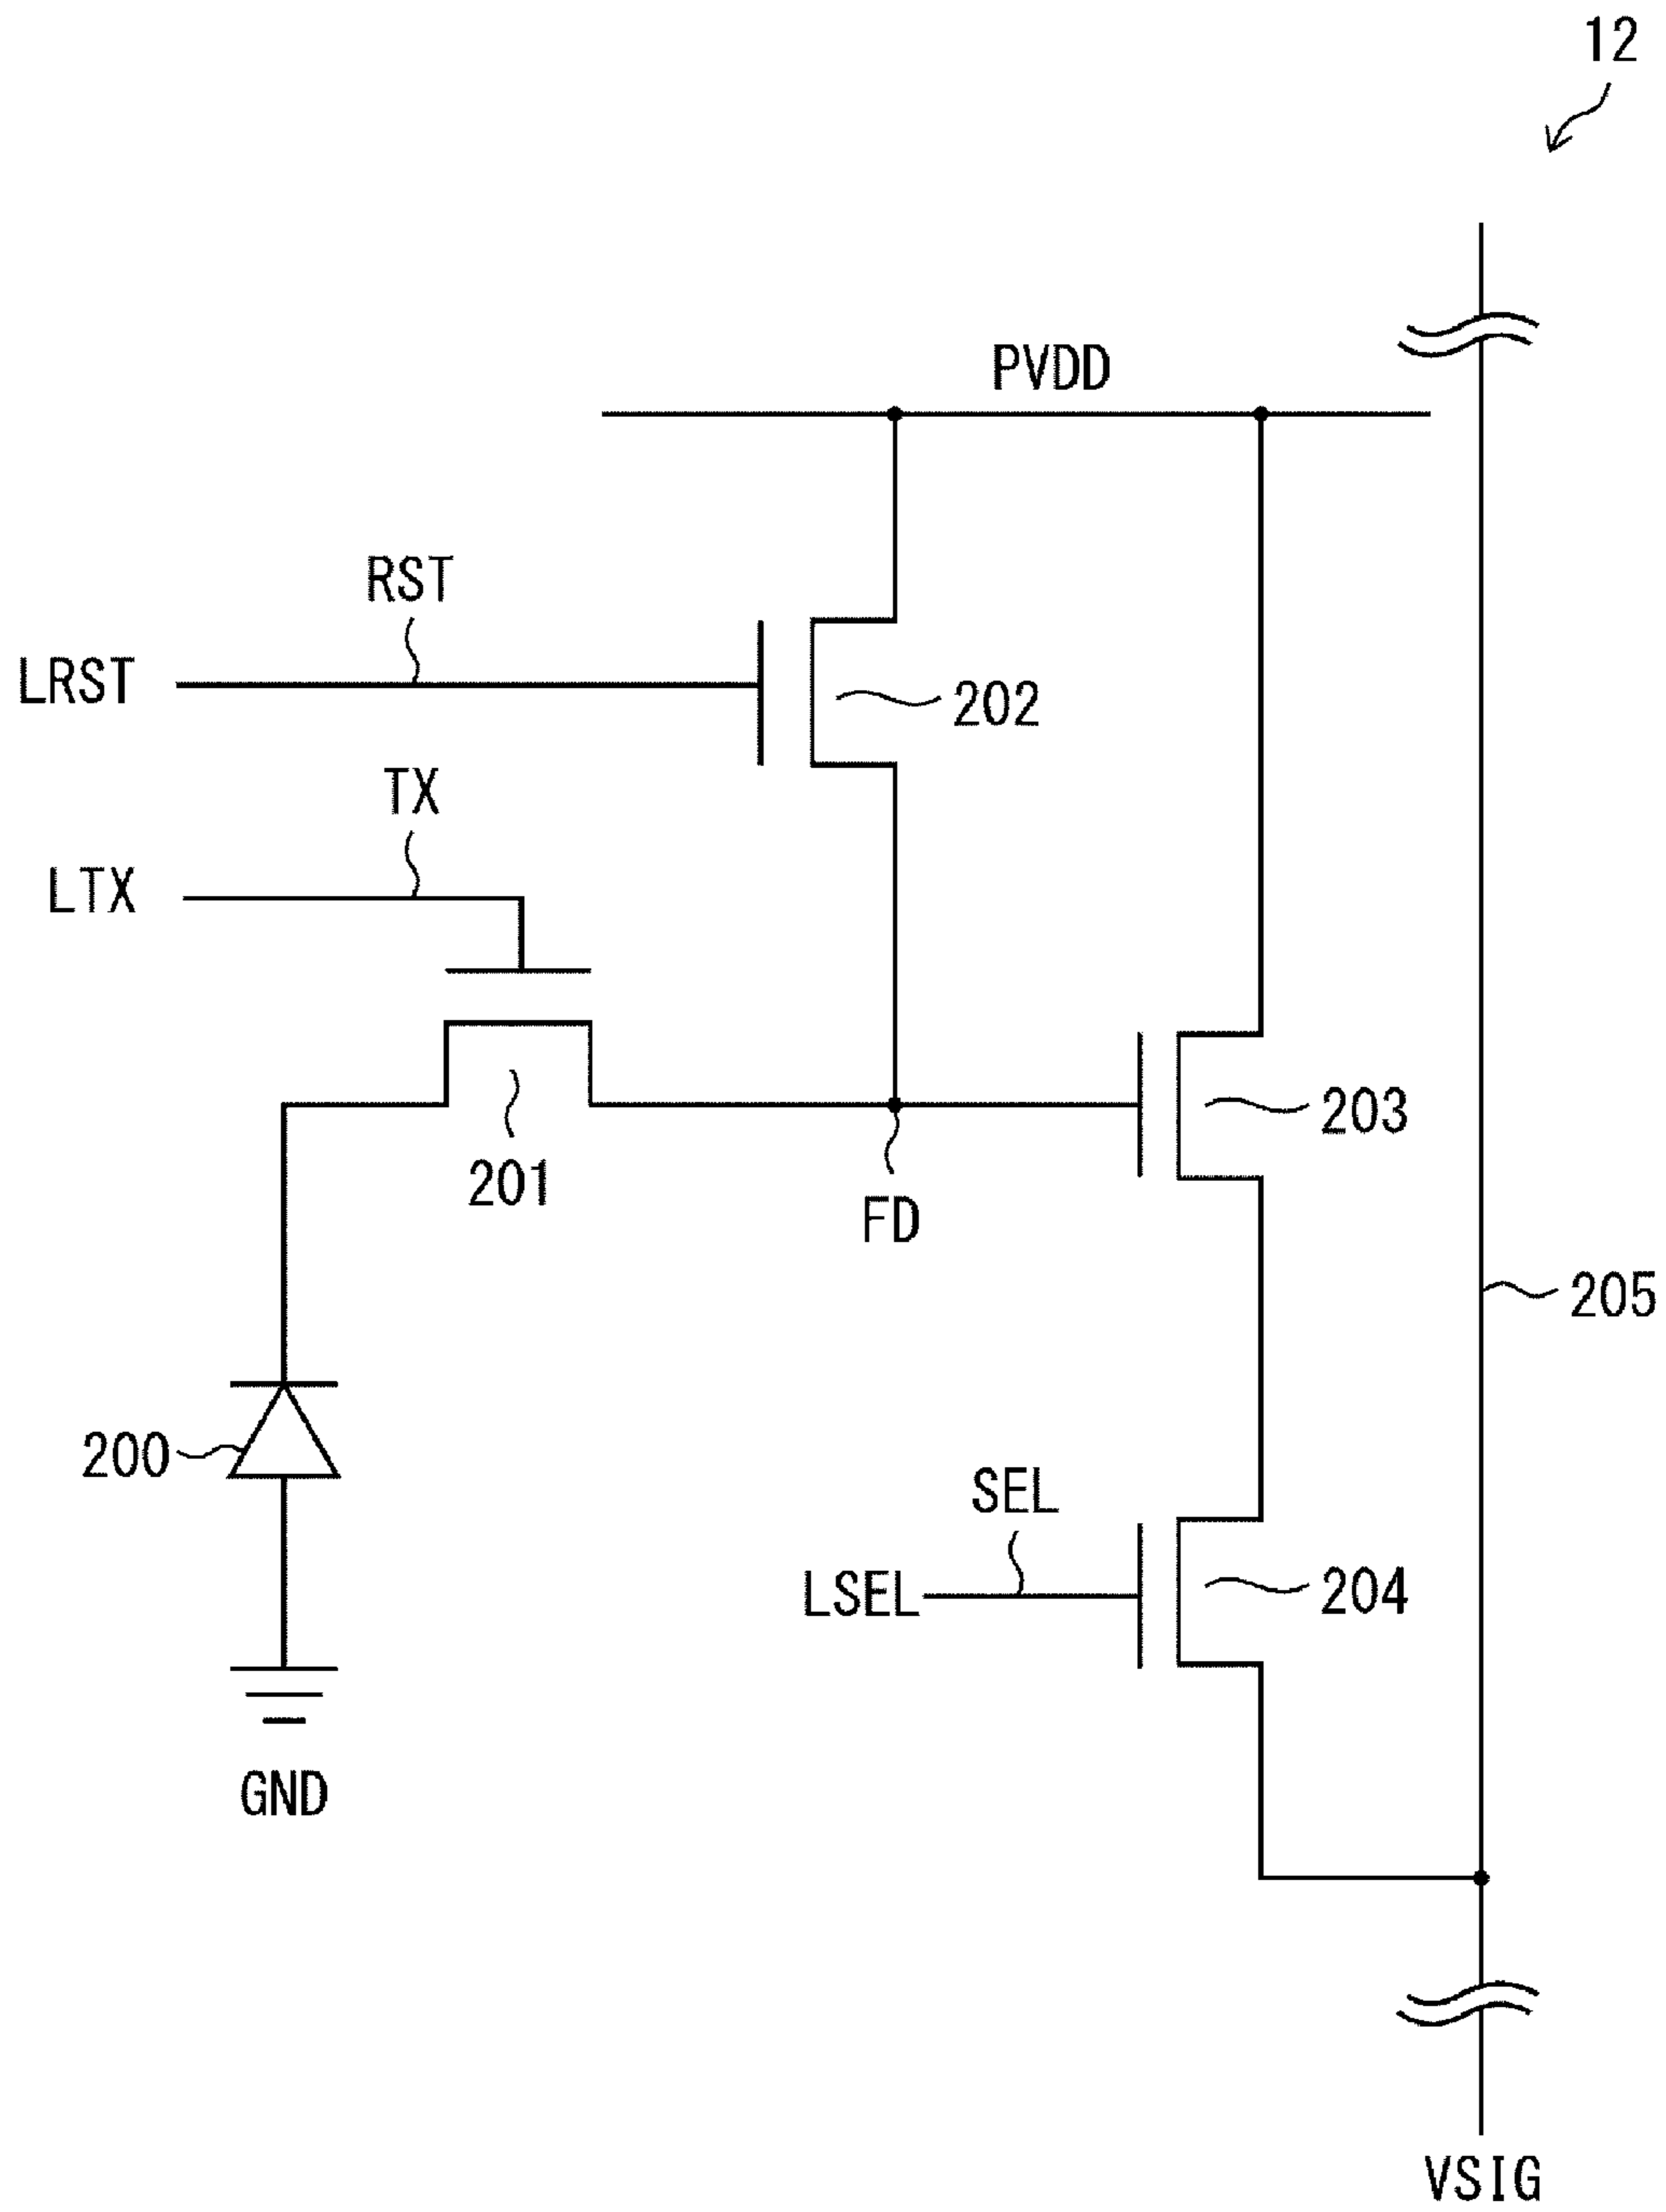 12
PVDD
RST
LRST
202
TX
LTX
203
201
FD
205
200
SEL
LSEL
204
GND
VSIG